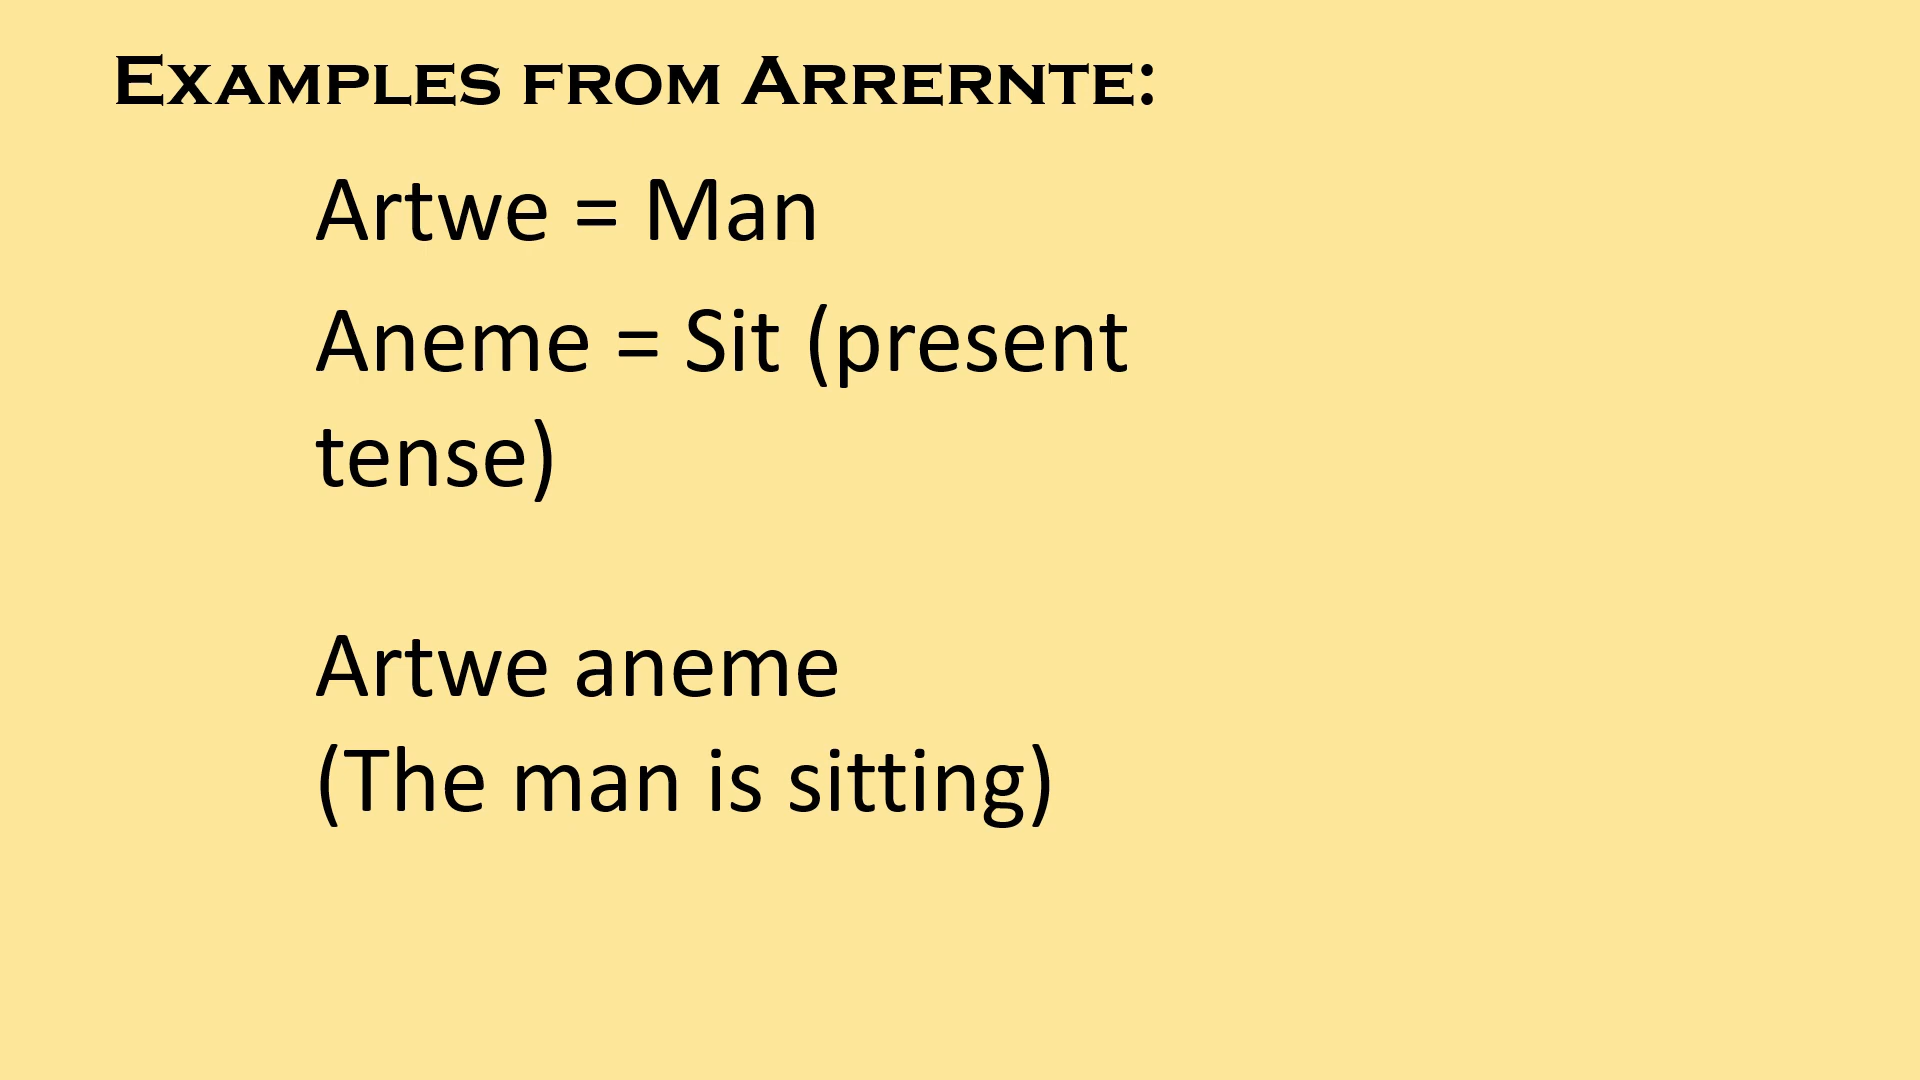 Examples from Arrernte:
Artwe = Man
Aneme = Sit (present
tense)
Artwe aneme
(The man is sitting)